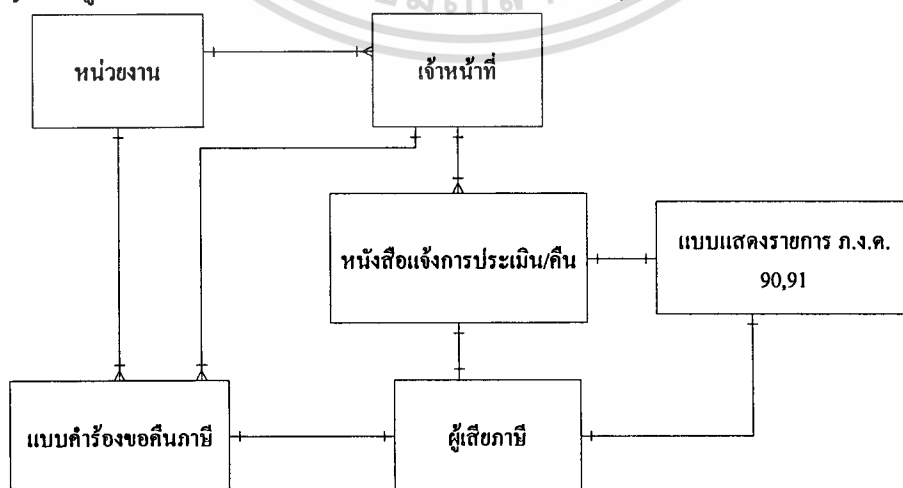 หน่วยงาน
เจ้าหน้าที่
หนังสือแจ้งการประเมิน/คืน
แบบแสดงรายการ ภ.ง.ด.
90,91
แบบคำร้องขอคืนภาษี
ผู้เสียภาษี